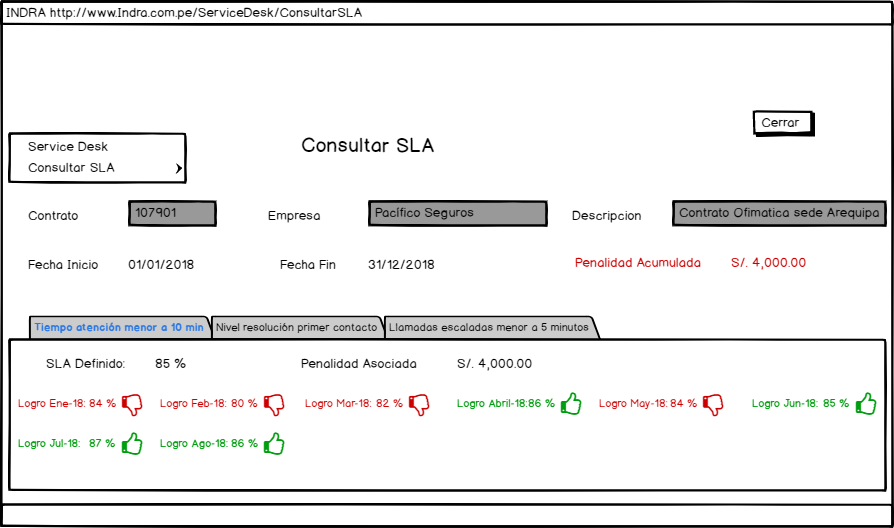 INDRA http://www.Indra.com.pe/ServiceDesk/ConsultarSLA
Cerrar
Service Desk
Consultar SLA
Consultar SLA
Contrato 107901 Empresa Pacífico Seguros Descripcion Contrato Ofimatica sede Arequipa
Fecha Inicio 01/01/2018 Fecha Fin 31/12/2018 Penalidad Acumulada S/. 4,000.00
Tiempo atención menor a 10 min Nivel resolución primer contacto Llamadas escaladas menor a 5 minutos
SLA Definido: 85 % Penalidad Asociada S/. 4,000.00
Logro Ene-18: 84 % Logro Feb-18: 80 % Logro Mar-18: 82 % Logro Abril-18:86 % Logro May-18: 84 % Logro Jun-18: 85 %
Logro Jul-18: 87 % Logro Ago-18: 86 %